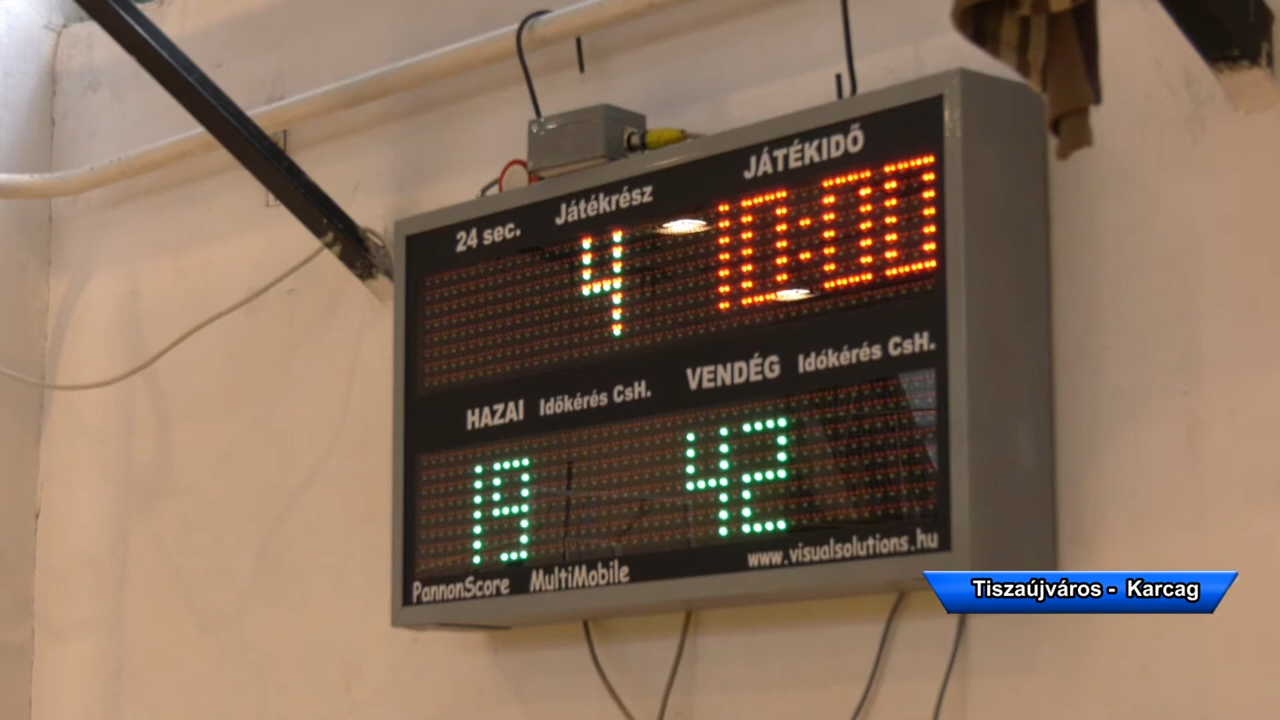 24 sec. Játékrész JÁTÉKIDŐ
4 10:00
HAZAI Időkérés CsH. VENDÉG Időkérés CsH.
19 42
PannonScore MultiMobile www.visualsolutions.hu
Tiszaújváros - Karcag